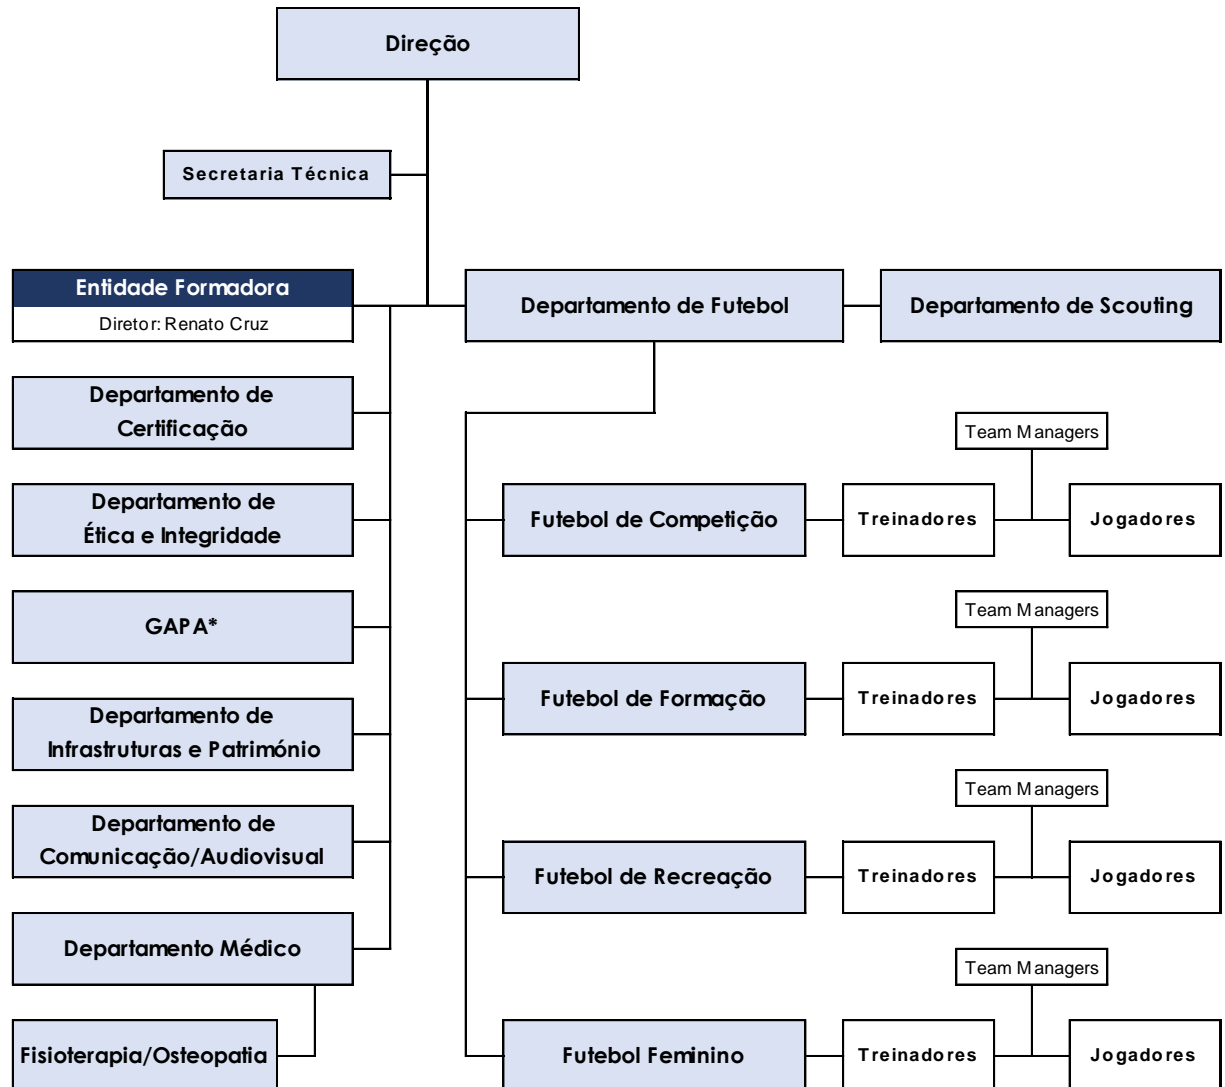 Direção
Secretaria Técnica
Entidade Formadora
Diretor: Renato Cruz
Departamento de Futebol
Departamento de Scouting
Departamento de
Certificação
Departamento de
Ética e Integridade
GAPA*
Departamento de
Infrastruturas e Património
Departamento de
Comunicação/Audiovisual
Departamento Médico
Fisioterapia/Osteopatia
Team Managers
Futebol de Competição
Treinadores
Jogadores
Team Managers
Futebol de Formação
Treinadores
Jogadores
Team Managers
Futebol de Recreação
Treinadores
Jogadores
Team Managers
Futebol Feminino
Treinadores
Jogadores